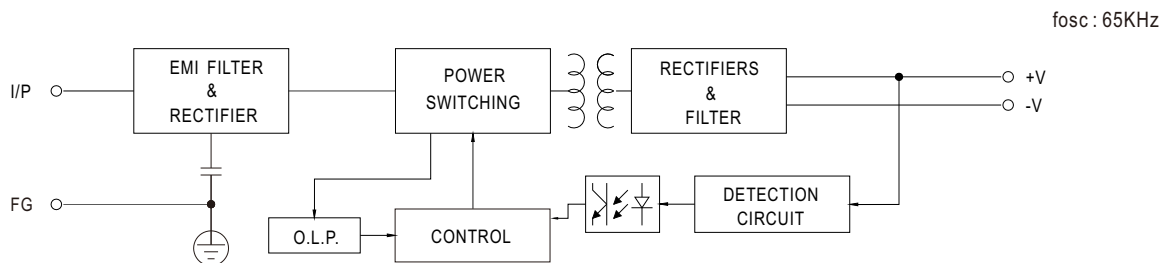 fosc : 65KHz
I/P
EMI FILTER
&
RECTIFIER
POWER
SWITCHING
RECTIFIERS
&
FILTER
+V
-V
FG
O.L.P.
CONTROL
DETECTION
CIRCUIT